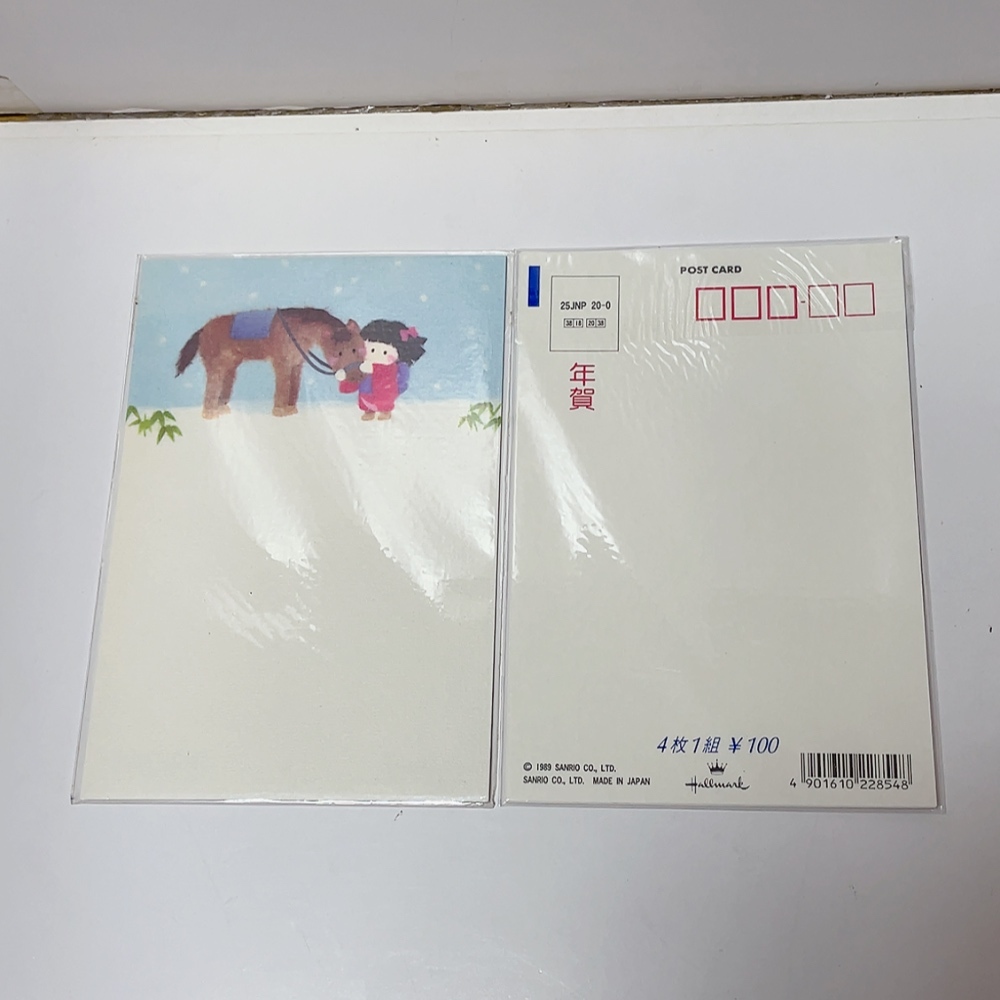 POST CARD
25JNP 20-0
38 18 20 38
年賀
4枚1組 ¥100
© 1989 SANRIO CO., LTD.
SANRIO CO., LTD. MADE IN JAPAN
Hallmark
4 901610 228548